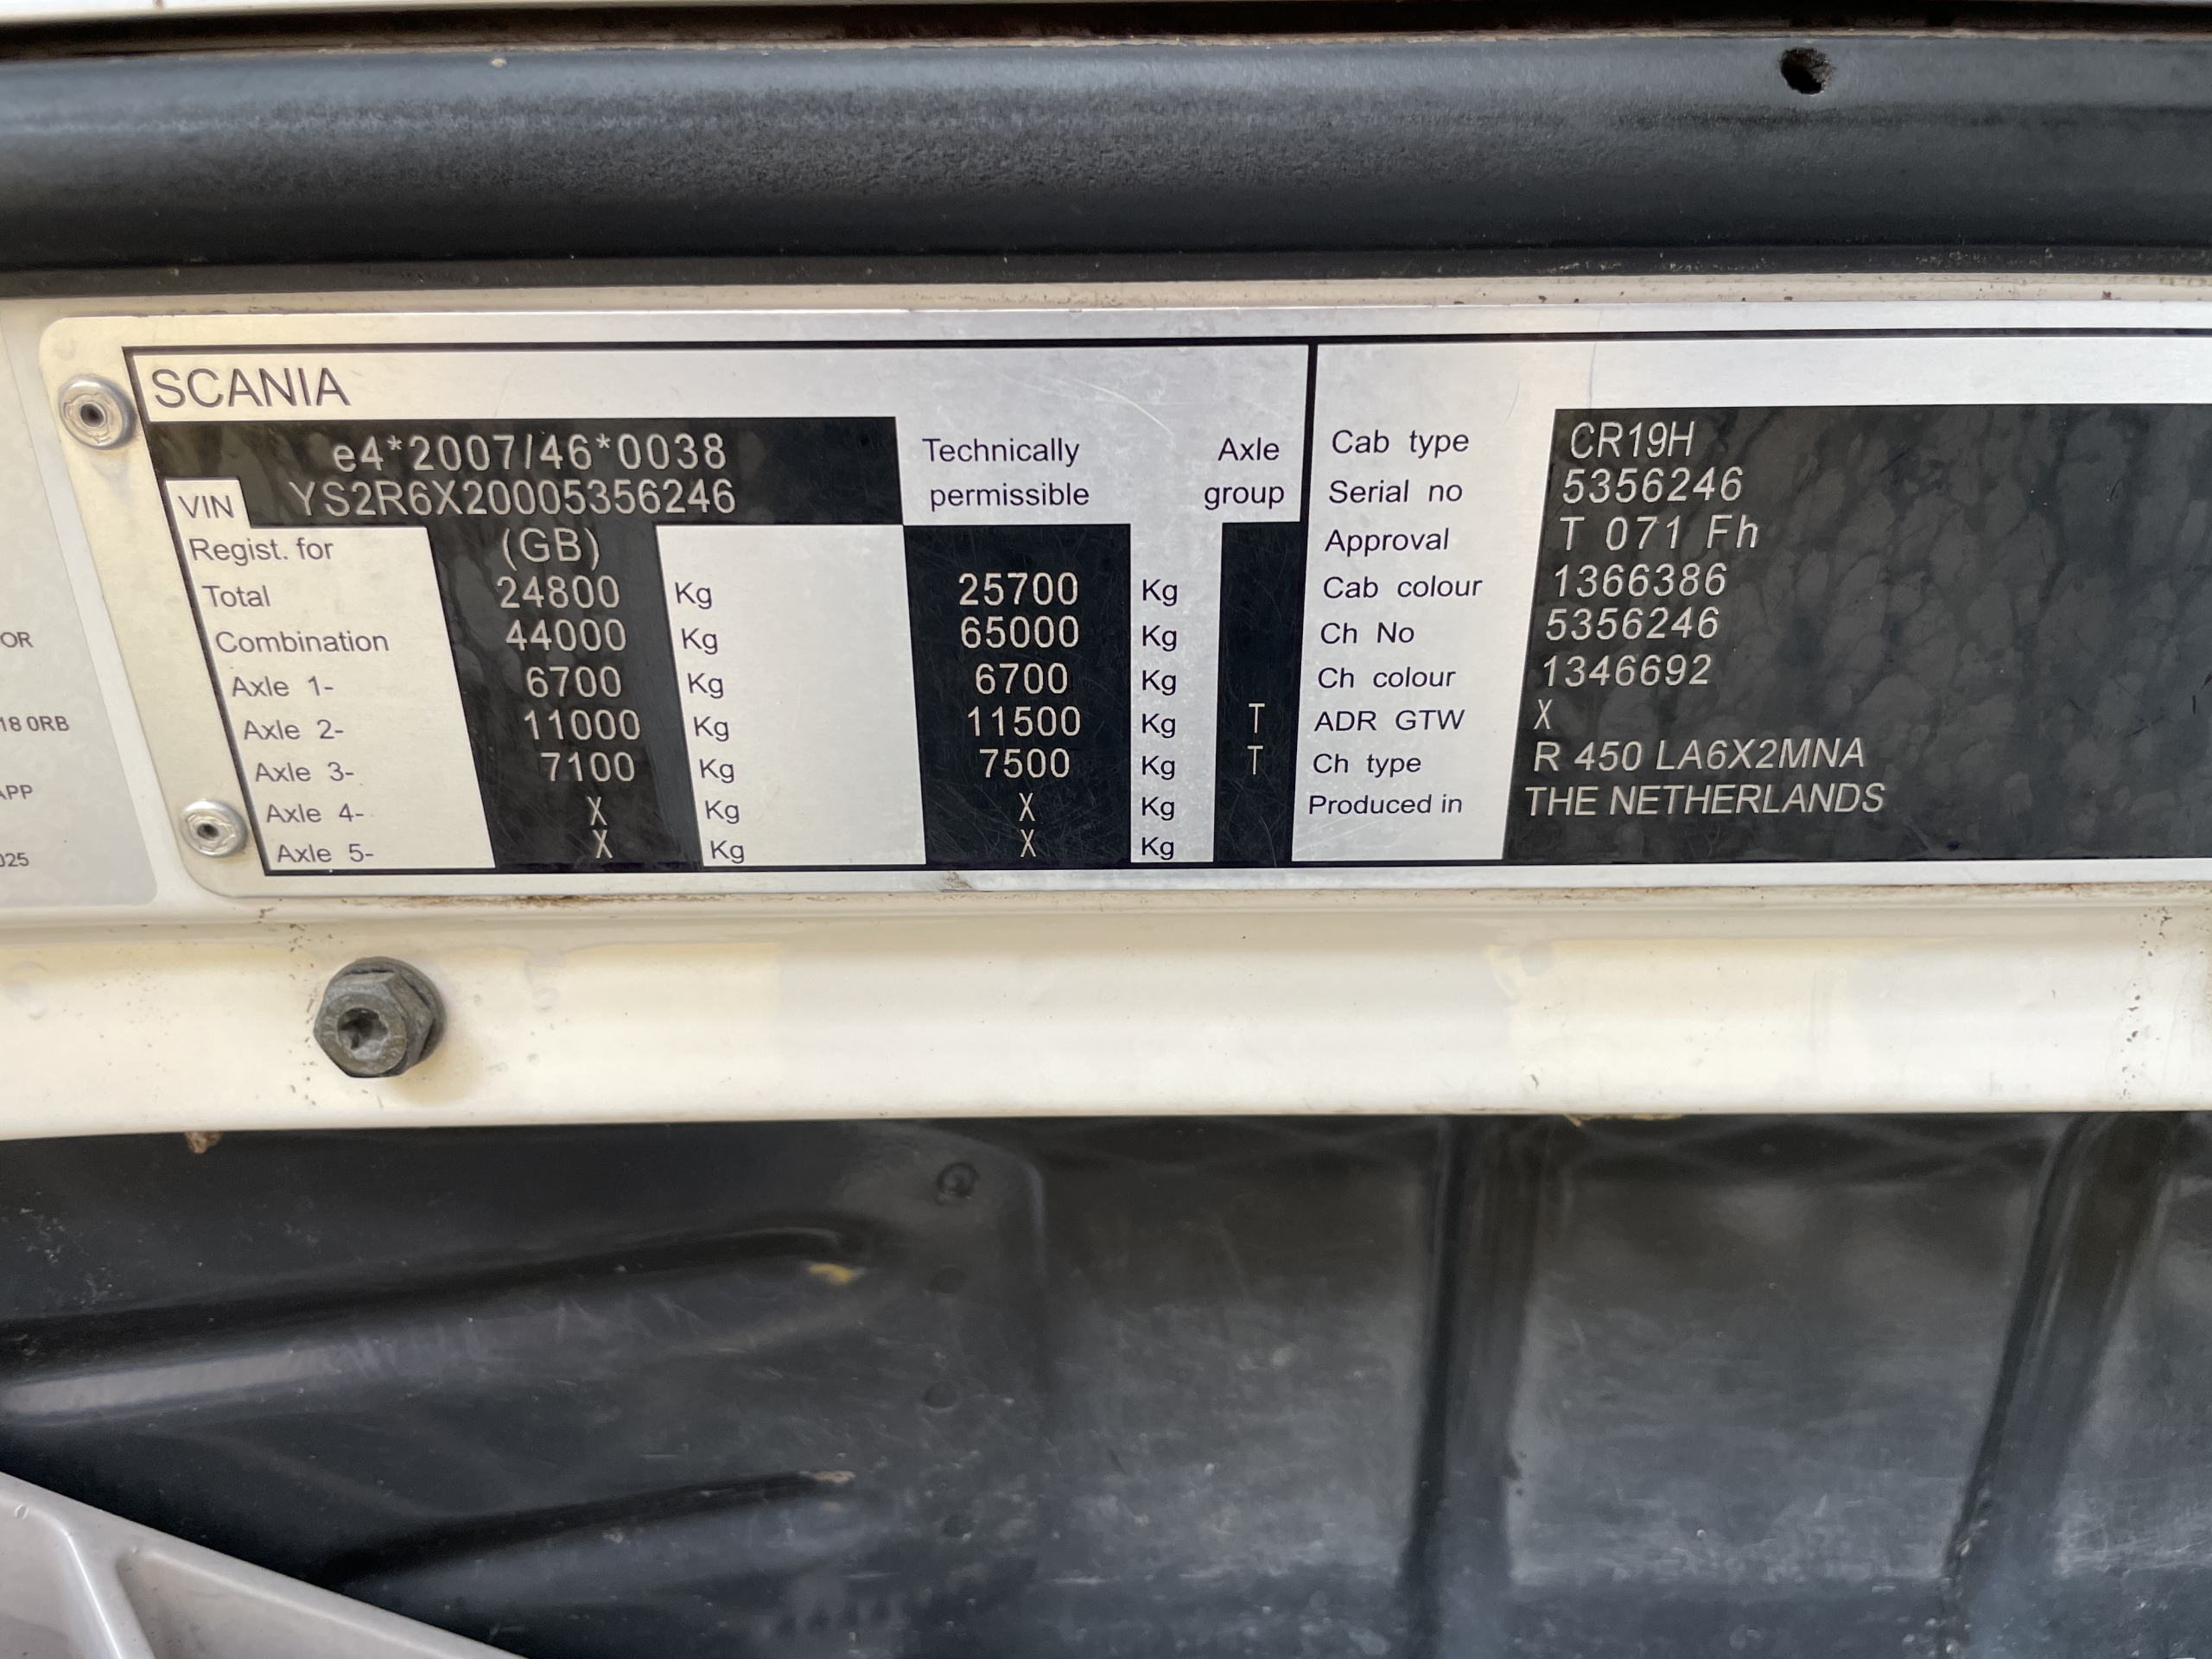 SCANIA
e4*2007/46*0038
VIN YS2R6X20005356246
Technically permissible
Axle group
Regist. for (GB)
Total 24800 Kg 25700 Kg
Combination 44000 Kg 65000 Kg
Axle 1- 6700 Kg 6700 Kg
Axle 2- 11000 Kg 11500 Kg T
Axle 3- 7100 Kg 7500 Kg T
Axle 4- X Kg X Kg
Axle 5- X Kg X Kg
Cab type CR19H
Serial no 5356246
Approval T 071 Fh
Cab colour 1366386
Ch No 5356246
Ch colour 1346692
ADR GTW X
Ch type R 450 LA6X2MNA
Produced in THE NETHERLANDS
OR
18 0RB
APP
025